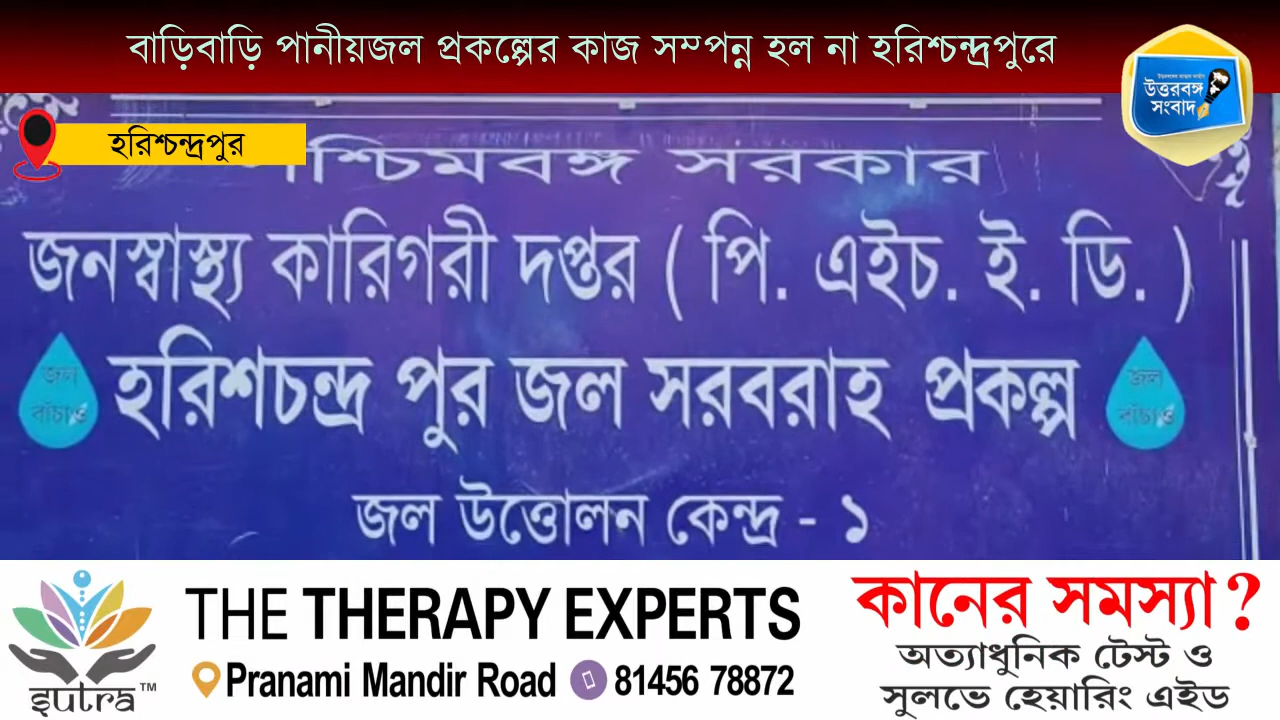 বাড়িবাড়ি পানীয়জল প্রকল্পের কাজ সম্পন্ন হল না হরিশ্চন্দ্রপুরে
উত্তরবঙ্গ
সংবাদ
হরিশ্চন্দ্রপুর
পশ্চিমবঙ্গ সরকার
জনস্বাস্থ্য কারিগরী দপ্তর ( পি. এইচ. ই. ডি. )
হরিশচন্দ্র পুর জল সরবরাহ প্রকল্প
জল
বাঁচাও
জল
বাঁচাও
জল উত্তোলন কেন্দ্র - ১
sutra™
THE THERAPY EXPERTS
Pranami Mandir Road 81456 78872
কানের সমস্যা?
অত্যাধুনিক টেস্ট ও
সুলভে হেয়ারিং এইড